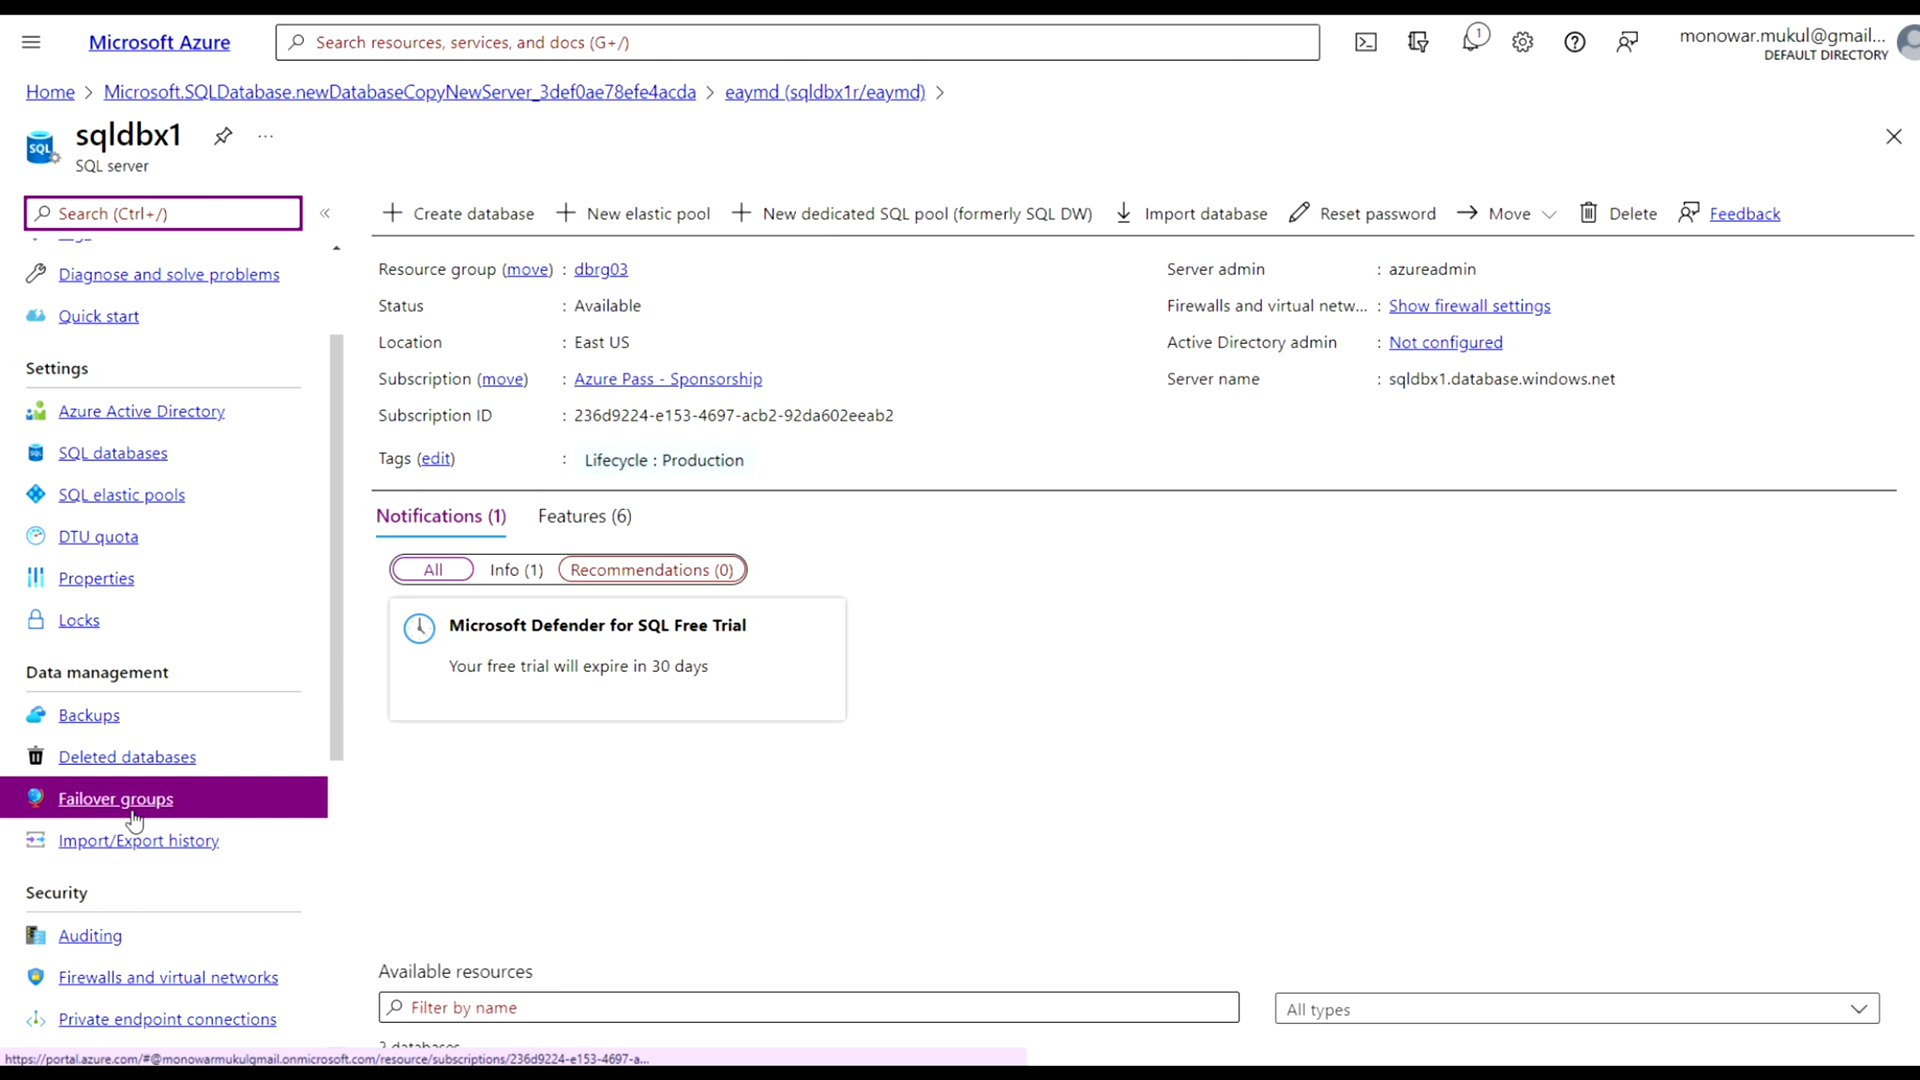 Microsoft Azure
Search resources, services, and docs (G+/)
1
monowar.mukul@gmail...
DEFAULT DIRECTORY
Home > Microsoft.SQLDatabase.newDatabaseCopyNewServer_3def0ae78efe4acda > eaymd (sqldbx1r/eaymd) >
SQL
sqldbx1
...
SQL server
Search (Ctrl+/)
«
+ Create database
+ New elastic pool
+ New dedicated SQL pool (formerly SQL DW)
Import database
Reset password
Move
Delete
Feedback
Diagnose and solve problems
Quick start
Settings
Azure Active Directory
SQL databases
SQL elastic pools
DTU quota
Properties
Locks
Data management
Backups
Deleted databases
Failover groups
Import/Export history
Security
Auditing
Firewalls and virtual networks
Private endpoint connections
Resource group (move) : dbrg03
Status : Available
Location : East US
Subscription (move) : Azure Pass - Sponsorship
Subscription ID : 236d9224-e153-4697-acb2-92da602eeab2
Tags (edit) : Lifecycle : Production
Server admin : azureadmin
Firewalls and virtual netw... : Show firewall settings
Active Directory admin : Not configured
Server name : sqldbx1.database.windows.net
Notifications (1)
Features (6)
All
Info (1)
Recommendations (0)
Microsoft Defender for SQL Free Trial
Your free trial will expire in 30 days
Available resources
Filter by name
All types
databases
https://portal.azure.com/#@monowarmukulgmail.onmicrosoft.com/resource/subscriptions/236d9224-e153-4697-a...